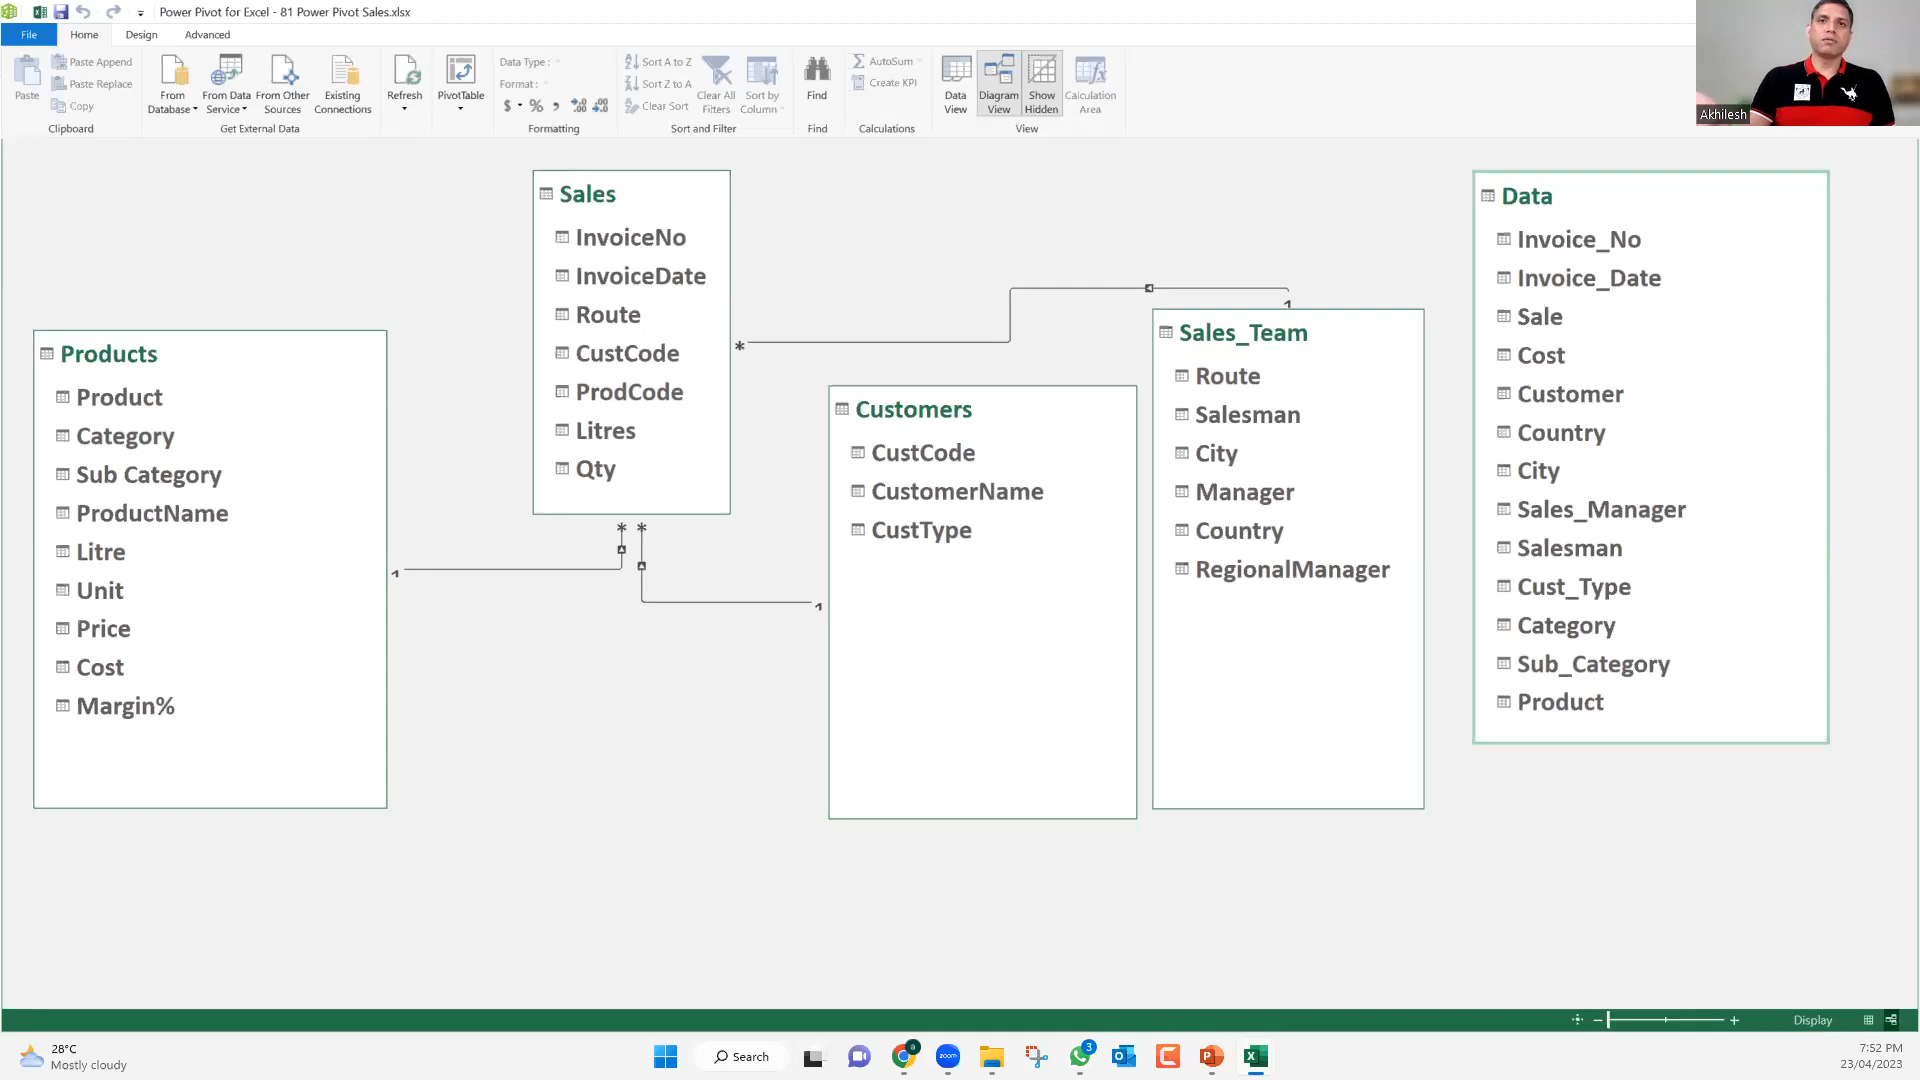 Power Pivot for Excel - 81 Power Pivot Sales.xlsx
File Home Design Advanced
Paste
Paste Append
Paste Replace
Copy
Clipboard
From Database
From Data Service
From Other Sources
Existing Connections
Get External Data
Refresh
PivotTable
Data Type :
Format :
$ % ,
Formatting
Sort A to Z
Sort Z to A
Clear Sort
Clear All Filters
Sort by Column
Sort and Filter
Find
Find
AutoSum
Create KPI
Calculations
Data View
Diagram View
Show Hidden
Calculation Area
View
Akhilesh
Products
Product
Category
Sub Category
ProductName
Litre
Unit
Price
Cost
Margin%
1
Sales
InvoiceNo
InvoiceDate
Route
CustCode
ProdCode
Litres
Qty
*
* *
1
Customers
CustCode
CustomerName
CustType
1
Sales_Team
Route
Salesman
City
Manager
Country
RegionalManager
Data
Invoice_No
Invoice_Date
Sale
Cost
Customer
Country
City
Sales_Manager
Salesman
Cust_Type
Category
Sub_Category
Product
Display
28°C
Mostly cloudy
Search
a
zoom
3
7:52 PM
23/04/2023